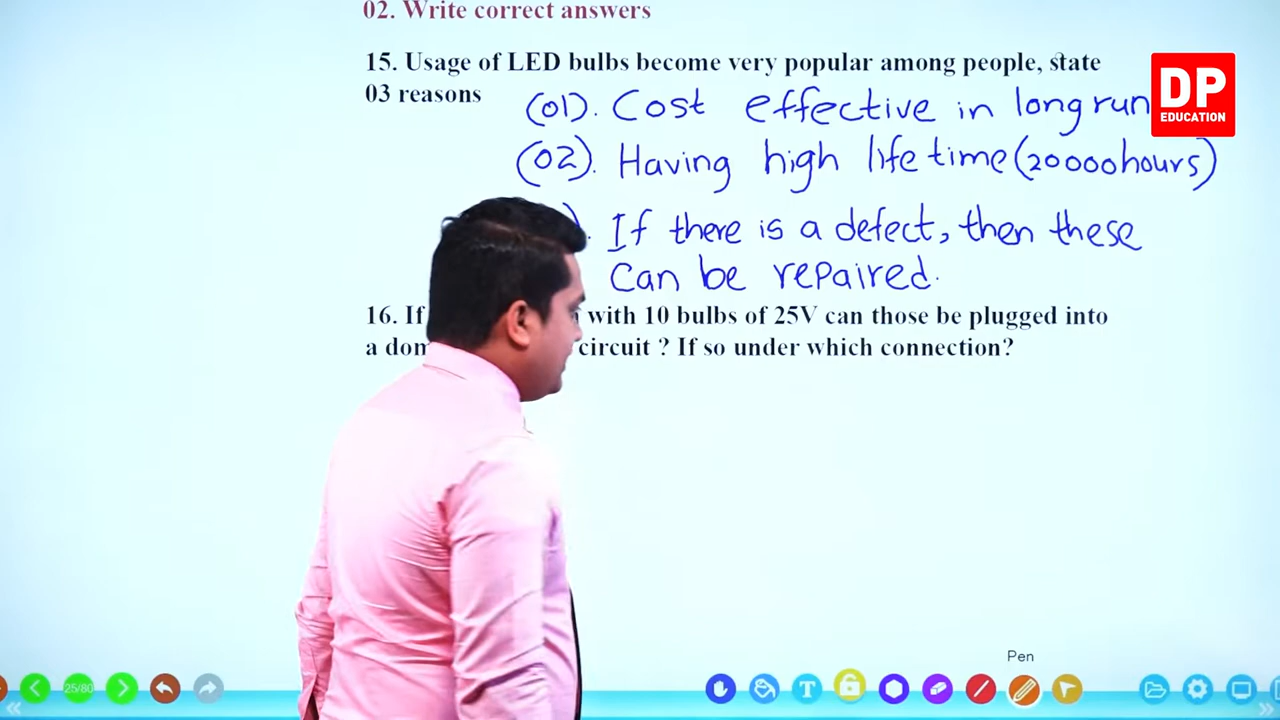 02. Write correct answers
15. Usage of LED bulbs become very popular among people, state
03 reasons
(01). Cost effective in long run
(02). Having high life time (20000hours)
). If there is a defect, then these
can be repaired.
16. If with 10 bulbs of 25V can those be plugged into
a circuit ? If so under which connection?
DP
EDUCATION
Pen
25/80